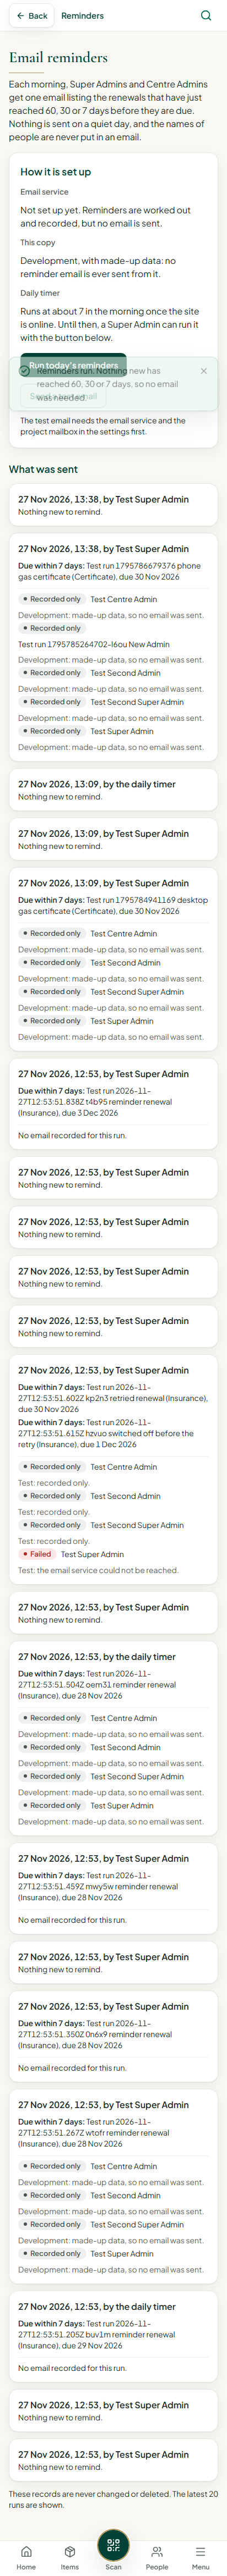 Back
Reminders
Email reminders
Each morning, Super Admins and Centre Admins
get one email listing the renewals that have just
reached 60, 30 or 7 days before they are due.
Nothing is sent on a quiet day, and the names of
people are never put in an email.
How it is set up
Email service
Not set up yet. Reminders are worked out
and recorded, but no email is sent.
This copy
Development, with made-up data: no
reminder email is ever sent from it.
Daily timer
Runs at about 7 in the morning once the site
is online. Until then, a Super Admin can run it
with the button below.
Run today's reminders
Reminders run. Nothing new has
reached 60, 30 or 7 days, so no email
was needed.
Send a test email
The test email needs the email service and the
project mailbox in the settings first.
What was sent
27 Nov 2026, 13:38, by Test Super Admin
Nothing new to remind.
27 Nov 2026, 13:38, by Test Super Admin
Due within 7 days: Test run 1795786679376 phone
gas certificate (Certificate), due 30 Nov 2026
Recorded only Test Centre Admin
Development: made-up data, so no email was sent.
Recorded only
Test run 1795785264702-l6ou New Admin
Development: made-up data, so no email was sent.
Recorded only Test Second Admin
Development: made-up data, so no email was sent.
Recorded only Test Second Super Admin
Development: made-up data, so no email was sent.
Recorded only Test Super Admin
Development: made-up data, so no email was sent.
27 Nov 2026, 13:09, by the daily timer
Nothing new to remind.
27 Nov 2026, 13:09, by Test Super Admin
Nothing new to remind.
27 Nov 2026, 13:09, by Test Super Admin
Due within 7 days: Test run 1795784941169 desktop
gas certificate (Certificate), due 30 Nov 2026
Recorded only Test Centre Admin
Development: made-up data, so no email was sent.
Recorded only Test Second Admin
Development: made-up data, so no email was sent.
Recorded only Test Second Super Admin
Development: made-up data, so no email was sent.
Recorded only Test Super Admin
Development: made-up data, so no email was sent.
27 Nov 2026, 12:53, by Test Super Admin
Due within 7 days: Test run 2026-11-
27T12:53:51.838Z t4b95 reminder renewal
(Insurance), due 3 Dec 2026
No email recorded for this run.
27 Nov 2026, 12:53, by Test Super Admin
Nothing new to remind.
27 Nov 2026, 12:53, by Test Super Admin
Nothing new to remind.
27 Nov 2026, 12:53, by Test Super Admin
Nothing new to remind.
27 Nov 2026, 12:53, by Test Super Admin
Nothing new to remind.
27 Nov 2026, 12:53, by Test Super Admin
Due within 7 days: Test run 2026-11-
27T12:53:51.602Z kp2n3 retried renewal (Insurance),
due 30 Nov 2026
Due within 7 days: Test run 2026-11-
27T12:53:51.615Z hzvuo switched off before the
retry (Insurance), due 1 Dec 2026
Recorded only Test Centre Admin
Test: recorded only.
Recorded only Test Second Admin
Test: recorded only.
Recorded only Test Second Super Admin
Test: recorded only.
Failed Test Super Admin
Test: the email service could not be reached.
27 Nov 2026, 12:53, by Test Super Admin
Nothing new to remind.
27 Nov 2026, 12:53, by the daily timer
Due within 7 days: Test run 2026-11-
27T12:53:51.504Z oem31 reminder renewal
(Insurance), due 28 Nov 2026
Recorded only Test Centre Admin
Development: made-up data, so no email was sent.
Recorded only Test Second Admin
Development: made-up data, so no email was sent.
Recorded only Test Second Super Admin
Development: made-up data, so no email was sent.
Recorded only Test Super Admin
Development: made-up data, so no email was sent.
27 Nov 2026, 12:53, by Test Super Admin
Due within 7 days: Test run 2026-11-
27T12:53:51.459Z mwy5w reminder renewal
(Insurance), due 28 Nov 2026
No email recorded for this run.
27 Nov 2026, 12:53, by Test Super Admin
Nothing new to remind.
27 Nov 2026, 12:53, by Test Super Admin
Due within 7 days: Test run 2026-11-
27T12:53:51.350Z 0n6x9 reminder renewal
(Insurance), due 28 Nov 2026
No email recorded for this run.
27 Nov 2026, 12:53, by Test Super Admin
Due within 7 days: Test run 2026-11-
27T12:53:51.267Z wtofr reminder renewal
(Insurance), due 28 Nov 2026
Recorded only Test Centre Admin
Development: made-up data, so no email was sent.
Recorded only Test Second Admin
Development: made-up data, so no email was sent.
Recorded only Test Second Super Admin
Development: made-up data, so no email was sent.
Recorded only Test Super Admin
Development: made-up data, so no email was sent.
27 Nov 2026, 12:53, by the daily timer
Due within 7 days: Test run 2026-11-
27T12:53:51.205Z buv1m reminder renewal
(Insurance), due 29 Nov 2026
No email recorded for this run.
27 Nov 2026, 12:53, by Test Super Admin
Nothing new to remind.
27 Nov 2026, 12:53, by Test Super Admin
Nothing new to remind.
These records are never changed or deleted. The latest 20
runs are shown.
Home
Items
Scan
People
Menu